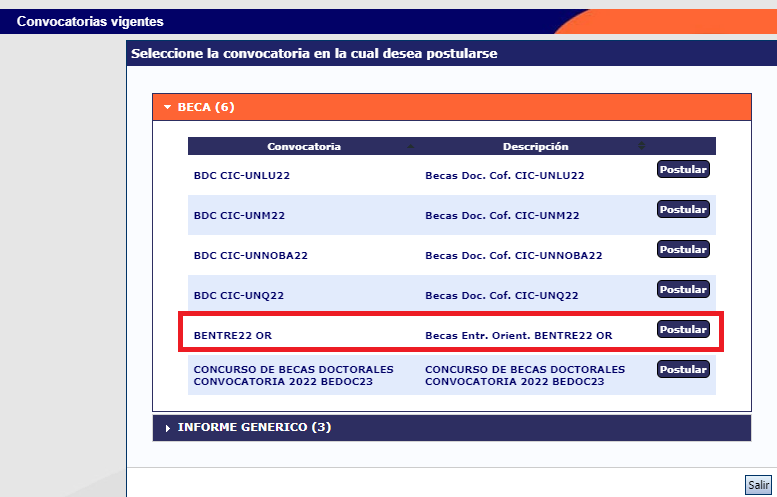 Convocatorias vigentes
Seleccione la convocatoria en la cual desea postularse
BECA (6)
Convocatoria Descripción
BDC CIC-UNLU22 Becas Doc. Cof. CIC-UNLU22 Postular
BDC CIC-UNM22 Becas Doc. Cof. CIC-UNM22 Postular
BDC CIC-UNNOBA22 Becas Doc. Cof. CIC-UNNOBA22 Postular
BDC CIC-UNQ22 Becas Doc. Cof. CIC-UNQ22 Postular
BENTRE22 OR Becas Entr. Orient. BENTRE22 OR Postular
CONCURSO DE BECAS DOCTORALES CONCURSO DE BECAS DOCTORALES Postular
CONVOCATORIA 2022 BEDOC23 CONVOCATORIA 2022 BEDOC23
INFORME GENERICO (3)
Salir